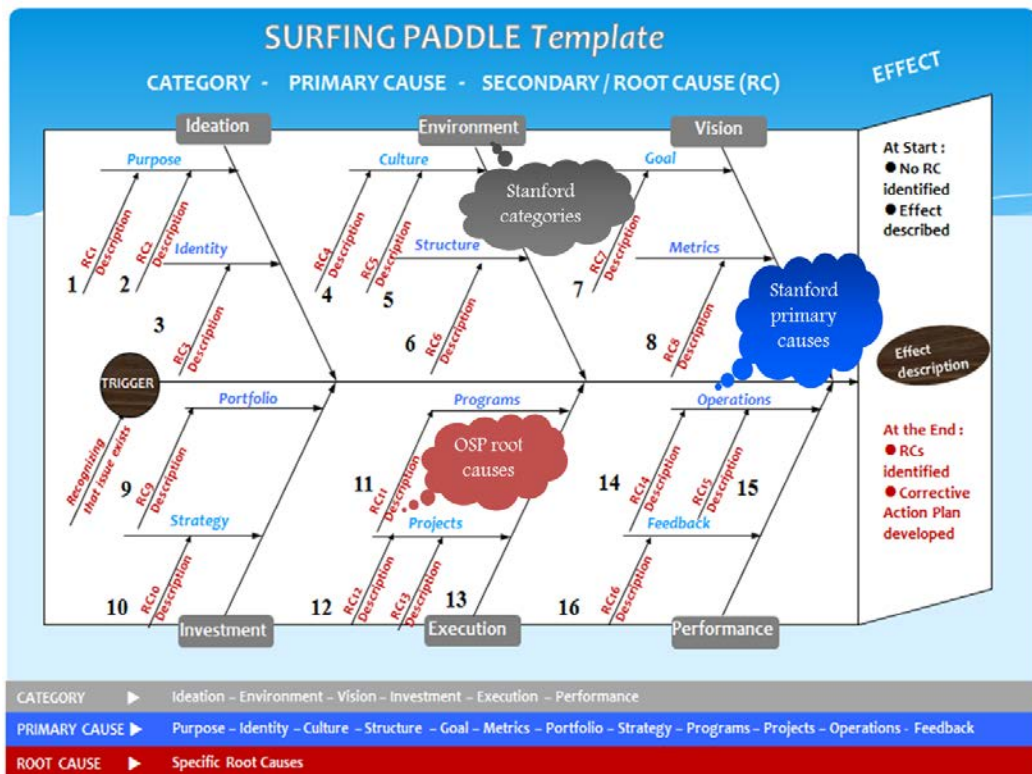 SURFING PADDLE Template
CATEGORY - PRIMARY CAUSE - SECONDARY / ROOT CAUSE (RC)
EFFECT
Ideation
Environment
Vision
Purpose
Culture
Goal
Stanford
categories
RC1
Description
RC2
Description
RC4
Description
RC5
Description
RC7
Description
1
2
4
5
7
Identity
Structure
Metrics
3
RC3
Description
6
RC6
Description
8
RC8
Description
Stanford
primary
causes
At Start :
● No RC
identified
● Effect
described
TRIGGER
Effect
description
Recognizing
that issue exists
Portfolio
Programs
Operations
OSP root
causes
9
RC9
Description
11
RC11
Description
14
RC14
Description
RC15
Description
15
At the End :
● RCs
identified
● Corrective
Action Plan
developed
Strategy
Projects
Feedback
10
RC10
Description
12
RC12
Description
RC13
Description
13
16
RC16
Description
Investment
Execution
Performance
CATEGORY ▶ Ideation – Environment – Vision – Investment – Execution – Performance
PRIMARY CAUSE ▶ Purpose – Identity – Culture – Structure – Goal – Metrics – Portfolio – Strategy – Programs – Projects – Operations - Feedback
ROOT CAUSE ▶ Specific Root Causes